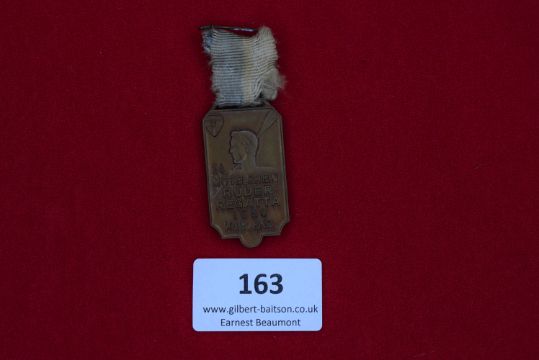 RUDER
REGATTA
163
www.gilbert-baitson.co.uk
Earnest Beaumont